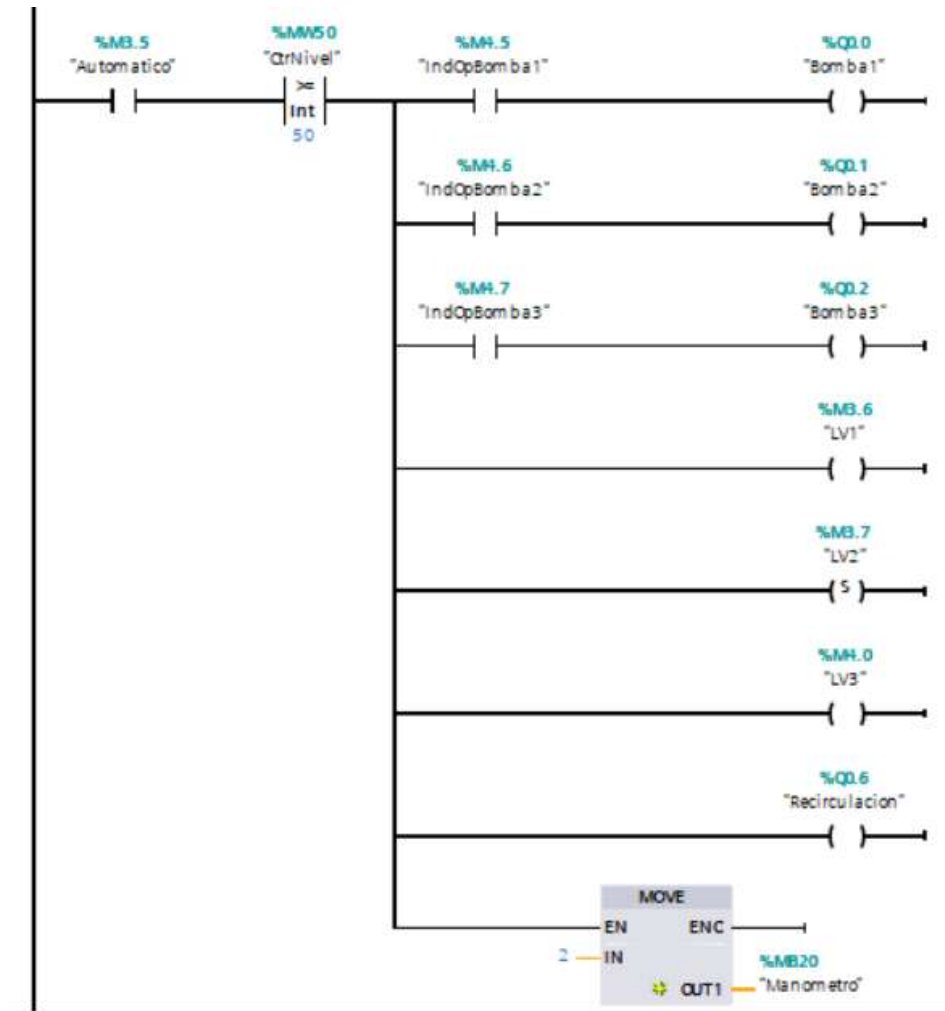 %M3.5
"Automatico"
%MW50
"CtrNivel"
>=
Int
50
%M4.5
"IndOpBomba1"
%Q0.0
"Bomba1"
%M4.6
"IndOpBomba2"
%Q0.1
"Bomba2"
%M4.7
"IndOpBomba3"
%Q0.2
"Bomba3"
%M3.6
"LV1"
%M3.7
"LV2"
S
%M4.0
"LV3"
%Q0.6
"Recirculacion"
MOVE
EN ENO
2 IN
%MB20
OUT1 "Manometro"